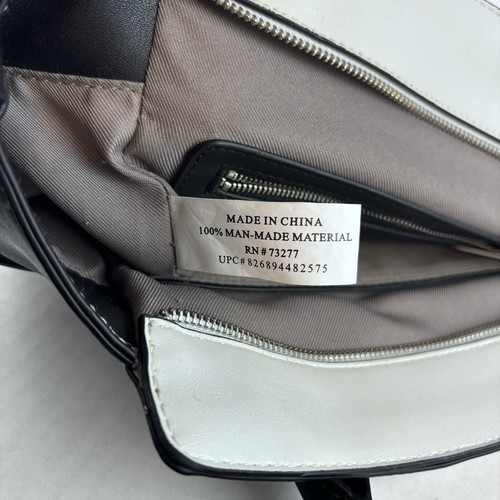 MADE IN CHINA
100% MAN-MADE MATERIAL
RN # 73277
UPC# 826894482575